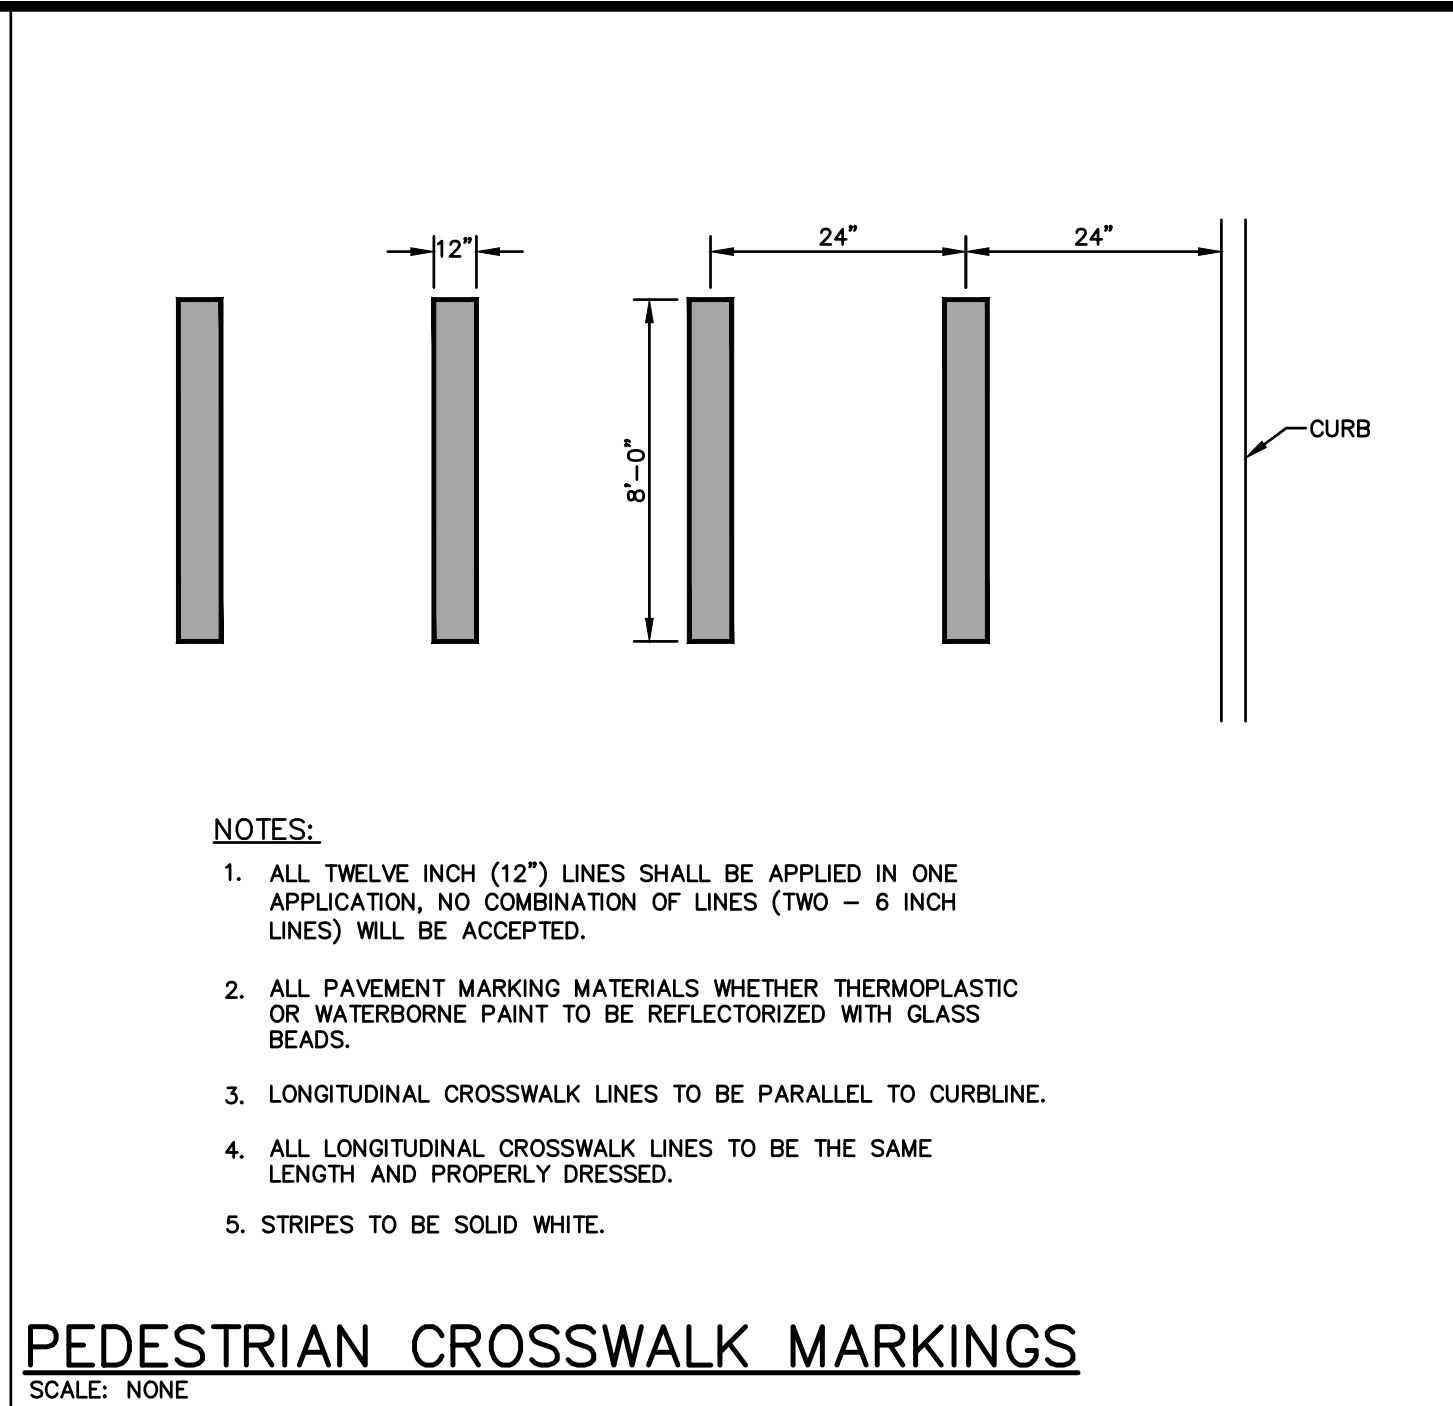 12”
24”
24”
8’–0”
CURB
NOTES:
1. ALL TWELVE INCH (12”) LINES SHALL BE APPLIED IN ONE
APPLICATION, NO COMBINATION OF LINES (TWO – 6 INCH
LINES) WILL BE ACCEPTED.
2. ALL PAVEMENT MARKING MATERIALS WHETHER THERMOPLASTIC
OR WATERBORNE PAINT TO BE REFLECTORIZED WITH GLASS
BEADS.
3. LONGITUDINAL CROSSWALK LINES TO BE PARALLEL TO CURBLINE.
4. ALL LONGITUDINAL CROSSWALK LINES TO BE THE SAME
LENGTH AND PROPERLY DRESSED.
5. STRIPES TO BE SOLID WHITE.
PEDESTRIAN CROSSWALK MARKINGS
SCALE: NONE